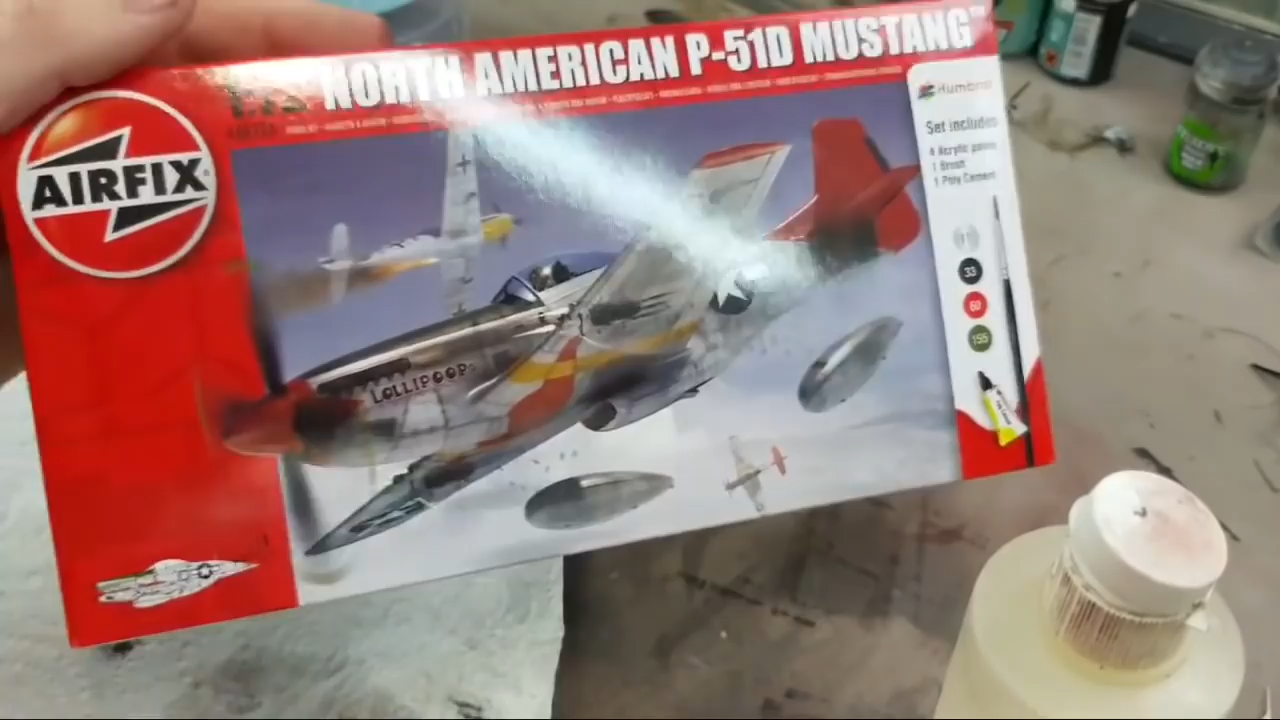 NORTH AMERICAN P-51D MUSTANG
AIRFIX
Humbrol
Set includes
4 Acrylic paints
1 Brush
1 Poly Cement
11
33
60
155
LOLLIPOOP